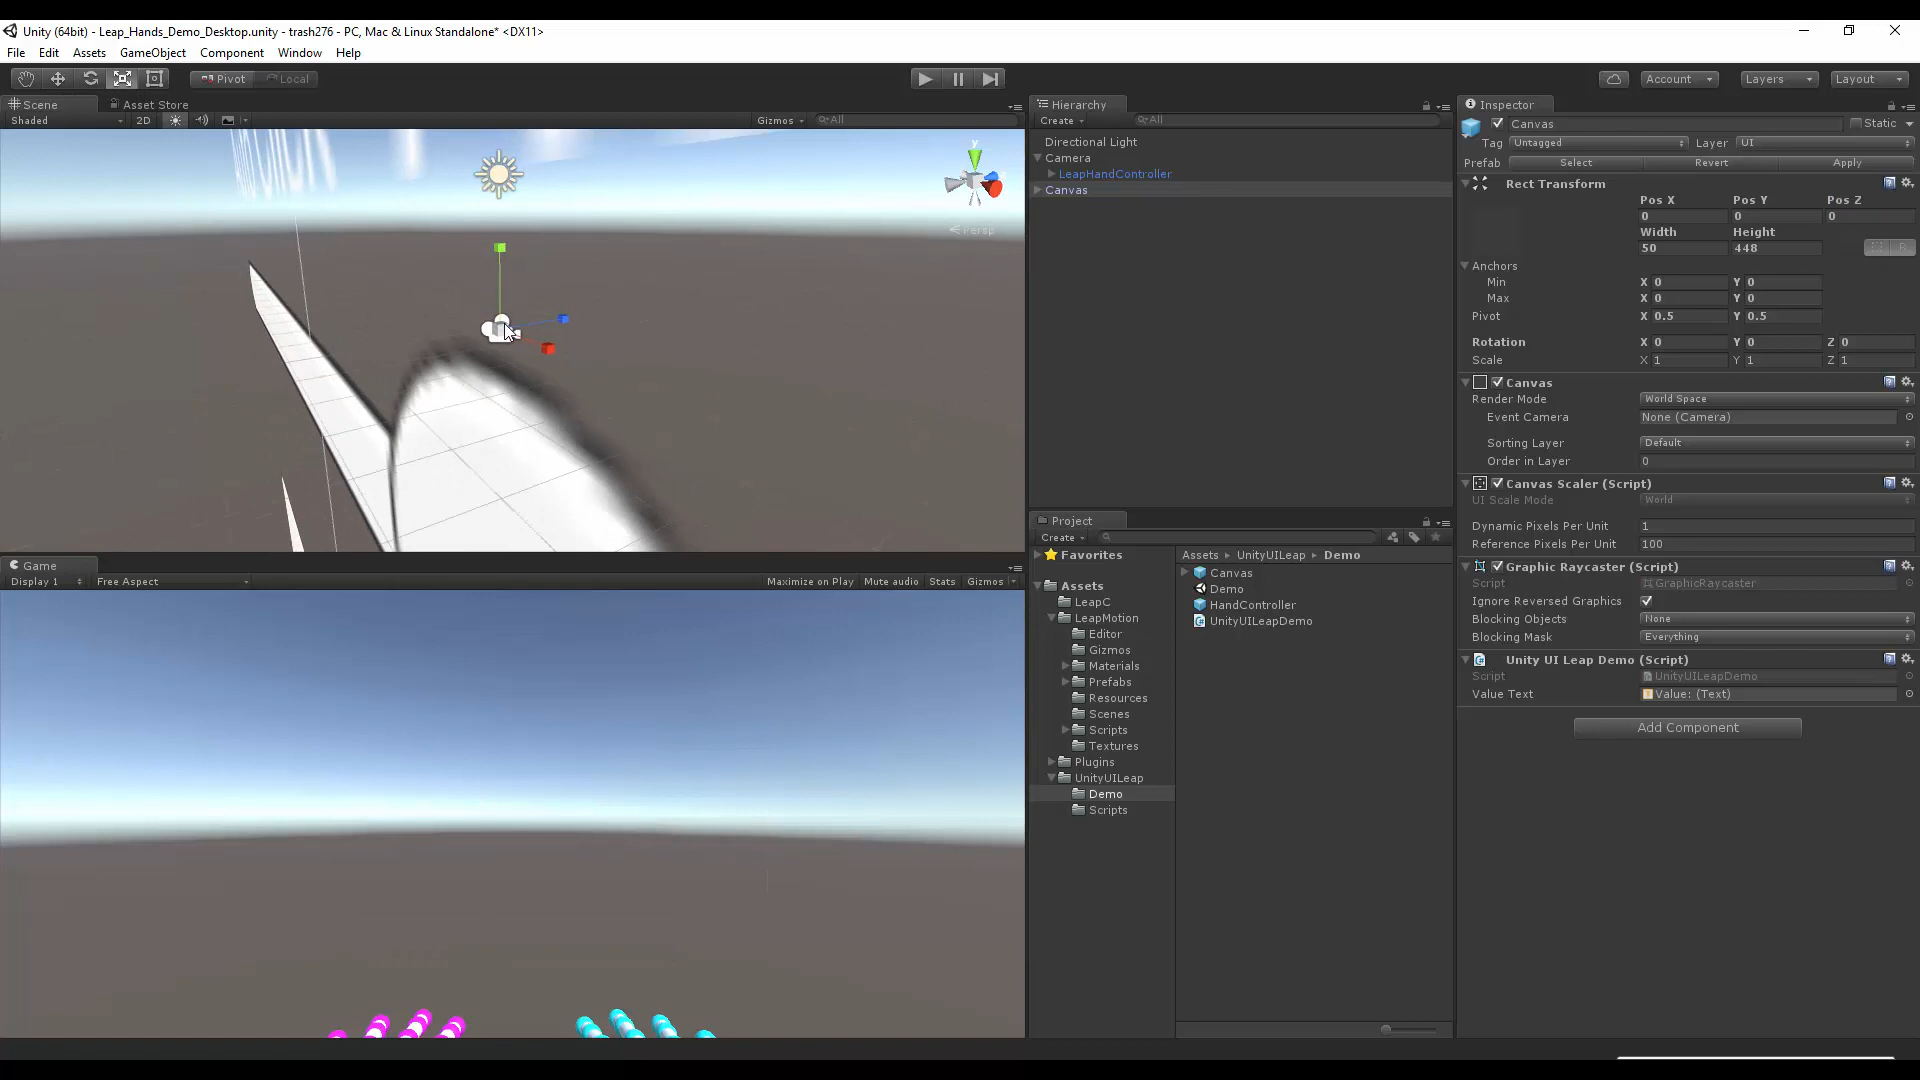 Unity (64bit) - Leap_Hands_Demo_Desktop.unity - trash276 - PC, Mac & Linux Standalone* <DX11>
File Edit Assets GameObject Component Window Help
Pivot Local Account Layers Layout
Scene Asset Store
Shaded 2D Gizmos All
y
Persp
Game
Display 1 Free Aspect Maximize on Play Mute audio Stats Gizmos
Hierarchy
Create All
Directional Light
Camera
LeapHandController
Canvas
Project
Create
Favorites
Assets
LeapC
LeapMotion
Editor
Gizmos
Materials
Prefabs
Resources
Scenes
Scripts
Textures
Plugins
UnityUILeap
Demo
Scripts
Assets UnityUILeap Demo
Canvas
Demo
HandController
UnityUILeapDemo
Inspector
Canvas Static
Tag Untagged Layer UI
Prefab Select Revert Apply
Rect Transform
Pos X Pos Y Pos Z
0 0 0
Width Height
50 448 R
Anchors
Min X 0 Y 0
Max X 0 Y 0
Pivot X 0.5 Y 0.5
Rotation X 0 Y 0 Z 0
Scale X 1 Y 1 Z 1
Canvas
Render Mode World Space
Event Camera None (Camera)
Sorting Layer Default
Order in Layer 0
Canvas Scaler (Script)
UI Scale Mode World
Dynamic Pixels Per Unit 1
Reference Pixels Per Unit 100
Graphic Raycaster (Script)
Script GraphicRaycaster
Ignore Reversed Graphics
Blocking Objects None
Blocking Mask Everything
Unity UI Leap Demo (Script)
Script UnityUILeapDemo
Value Text Value: (Text)
Add Component